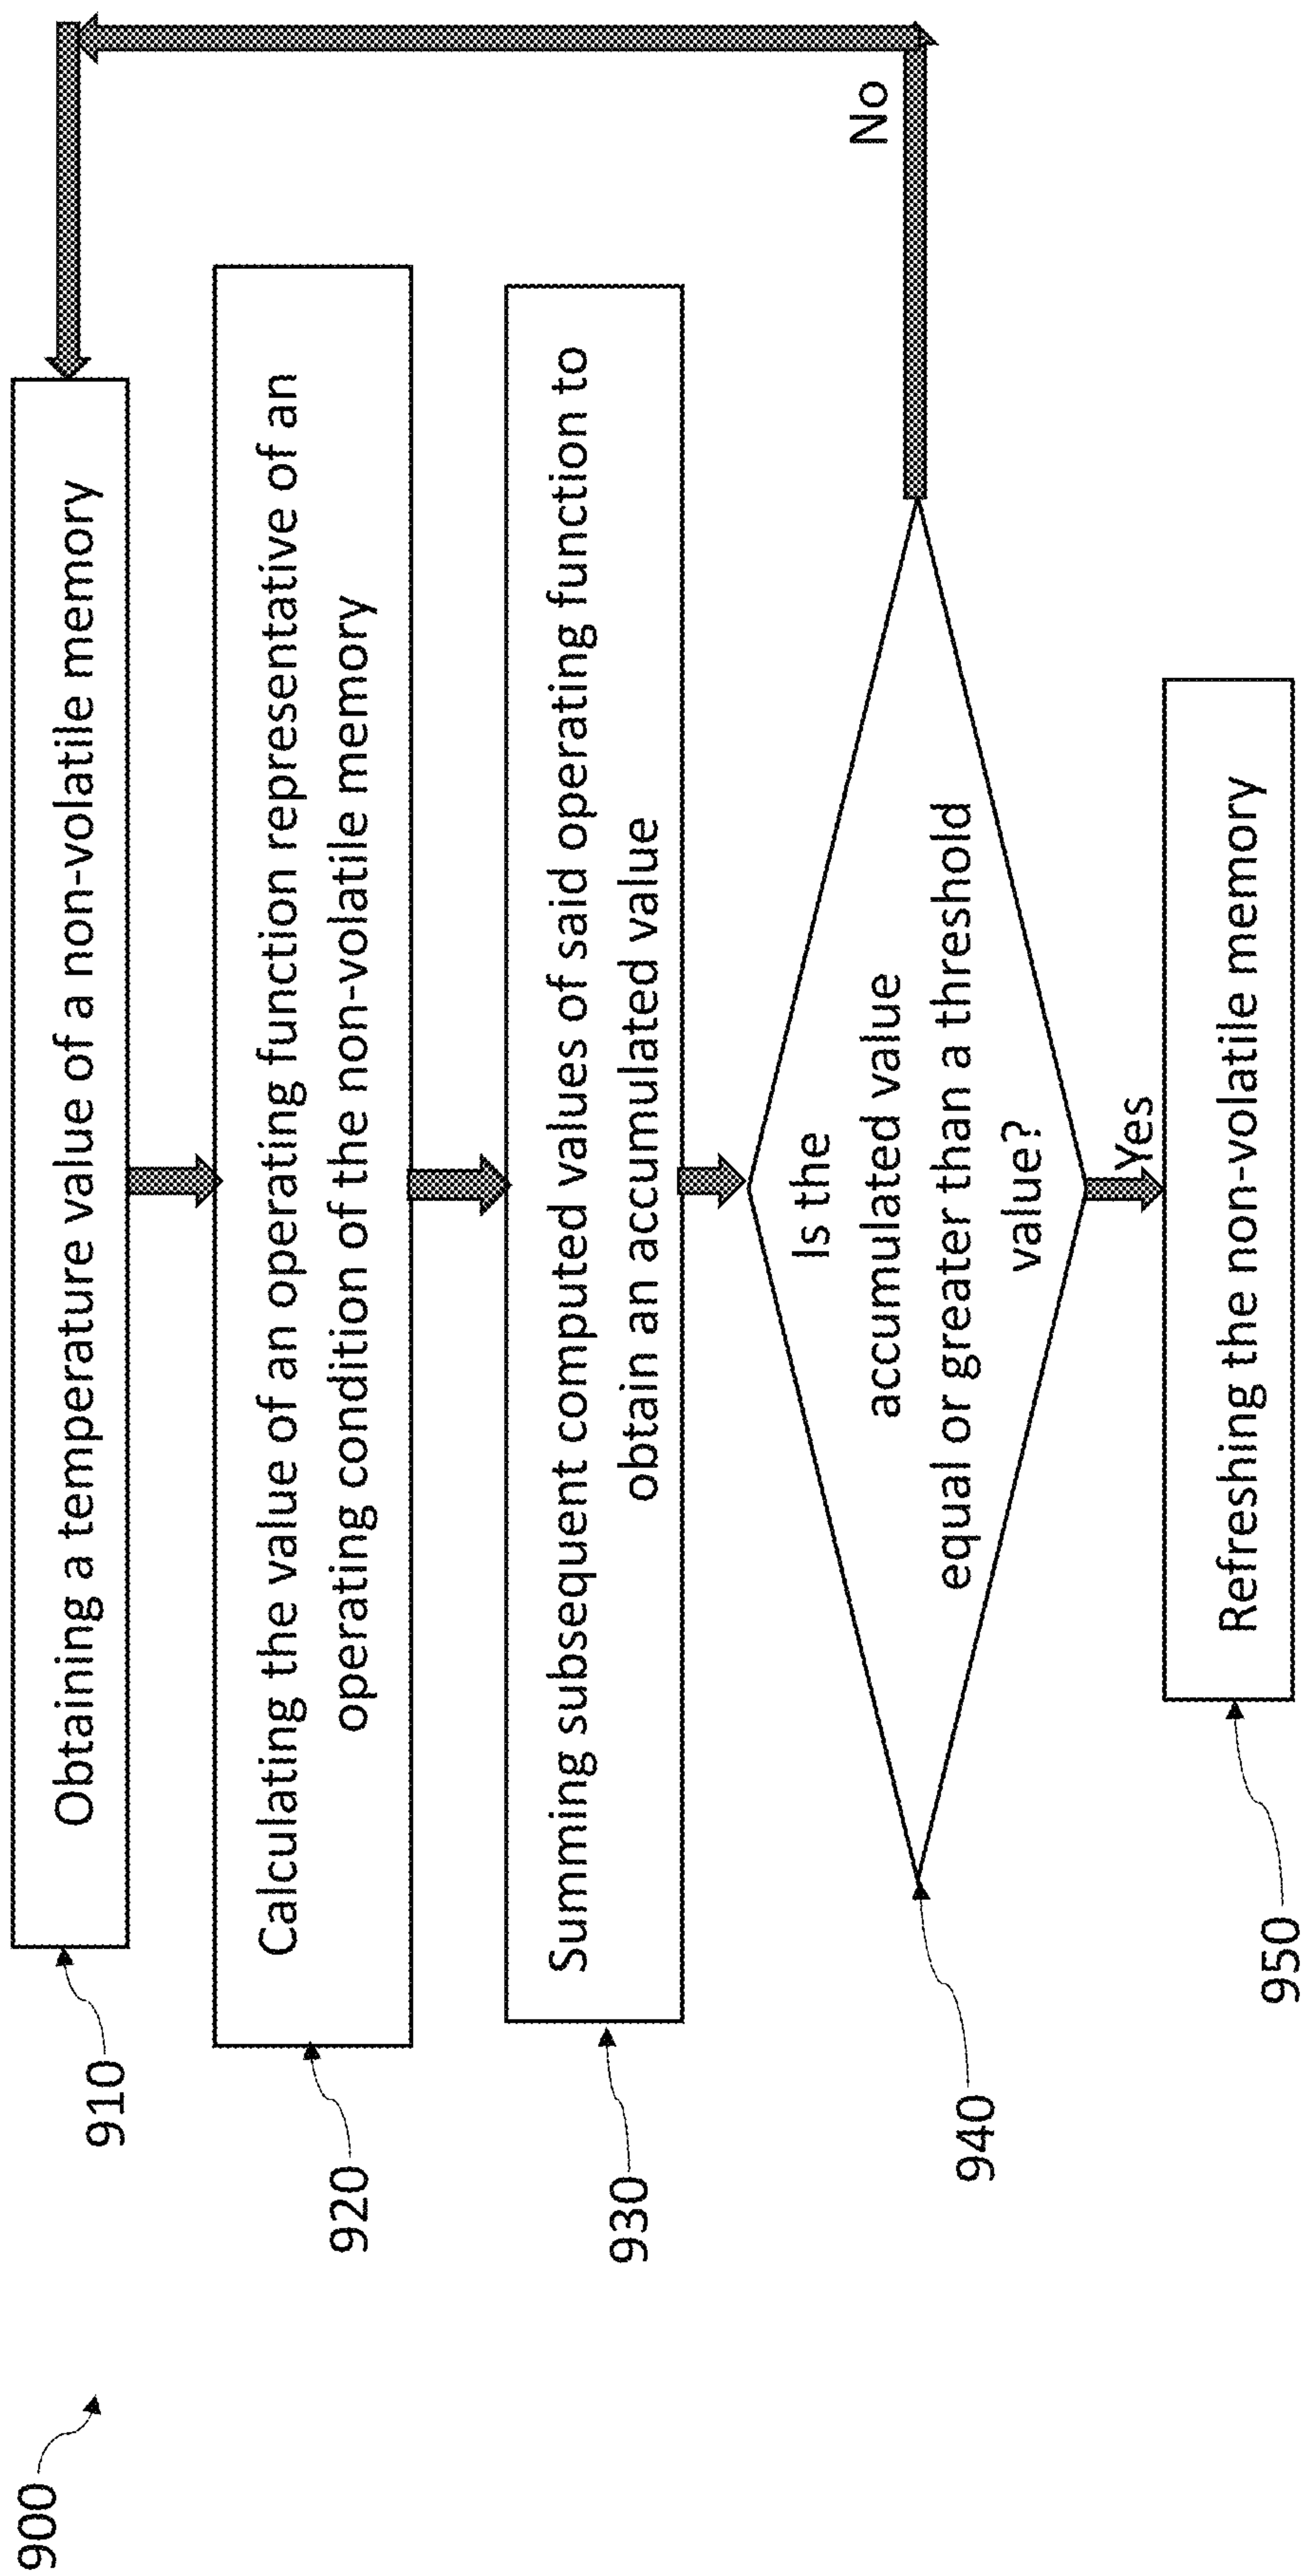 900
910
Obtaining a temperature value of a non-volatile memory
920
Calculating the value of an operating function representative of an
operating condition of the non-volatile memory
930
Summing subsequent computed values of said operating function to
obtain an accumulated value
940
Is the
accumulated value
equal or greater than a threshold
value?
No
Yes
950
Refreshing the non-volatile memory